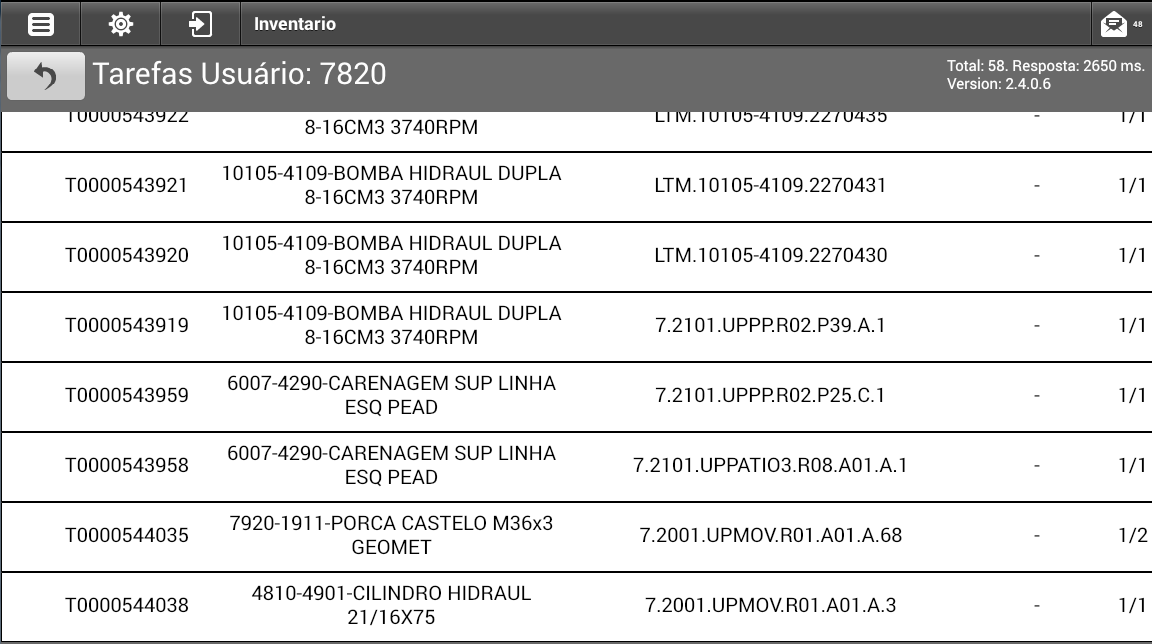 Inventario
48
Tarefas Usuário: 7820
Total: 58. Resposta: 2650 ms.
Version: 2.4.0.6
T0000543922
8-16CM3 3740RPM
LTM.10105-4109.2270435
-
1/1
10105-4109-BOMBA HIDRAUL DUPLA
T0000543921
8-16CM3 3740RPM
LTM.10105-4109.2270431
-
1/1
10105-4109-BOMBA HIDRAUL DUPLA
T0000543920
8-16CM3 3740RPM
LTM.10105-4109.2270430
-
1/1
10105-4109-BOMBA HIDRAUL DUPLA
T0000543919
8-16CM3 3740RPM
7.2101.UPPP.R02.P39.A.1
-
1/1
6007-4290-CARENAGEM SUP LINHA
T0000543959
ESQ PEAD
7.2101.UPPP.R02.P25.C.1
-
1/1
6007-4290-CARENAGEM SUP LINHA
T0000543958
ESQ PEAD
7.2101.UPPATIO3.R08.A01.A.1
-
1/1
7920-1911-PORCA CASTELO M36x3
T0000544035
GEOMET
7.2001.UPMOV.R01.A01.A.68
-
1/2
4810-4901-CILINDRO HIDRAUL
T0000544038
21/16X75
7.2001.UPMOV.R01.A01.A.3
-
1/1